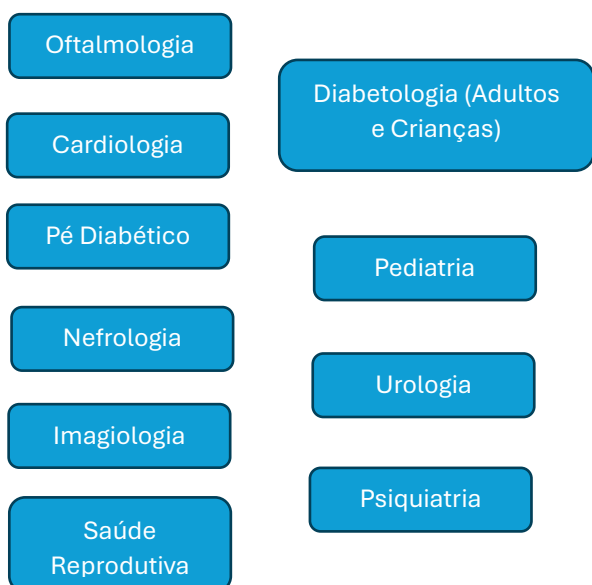 Oftalmologia
Cardiologia
Pé Diabético
Nefrologia
Imagiologia
Saúde
Reprodutiva
Diabetologia (Adultos
e Crianças)
Pediatria
Urologia
Psiquiatria